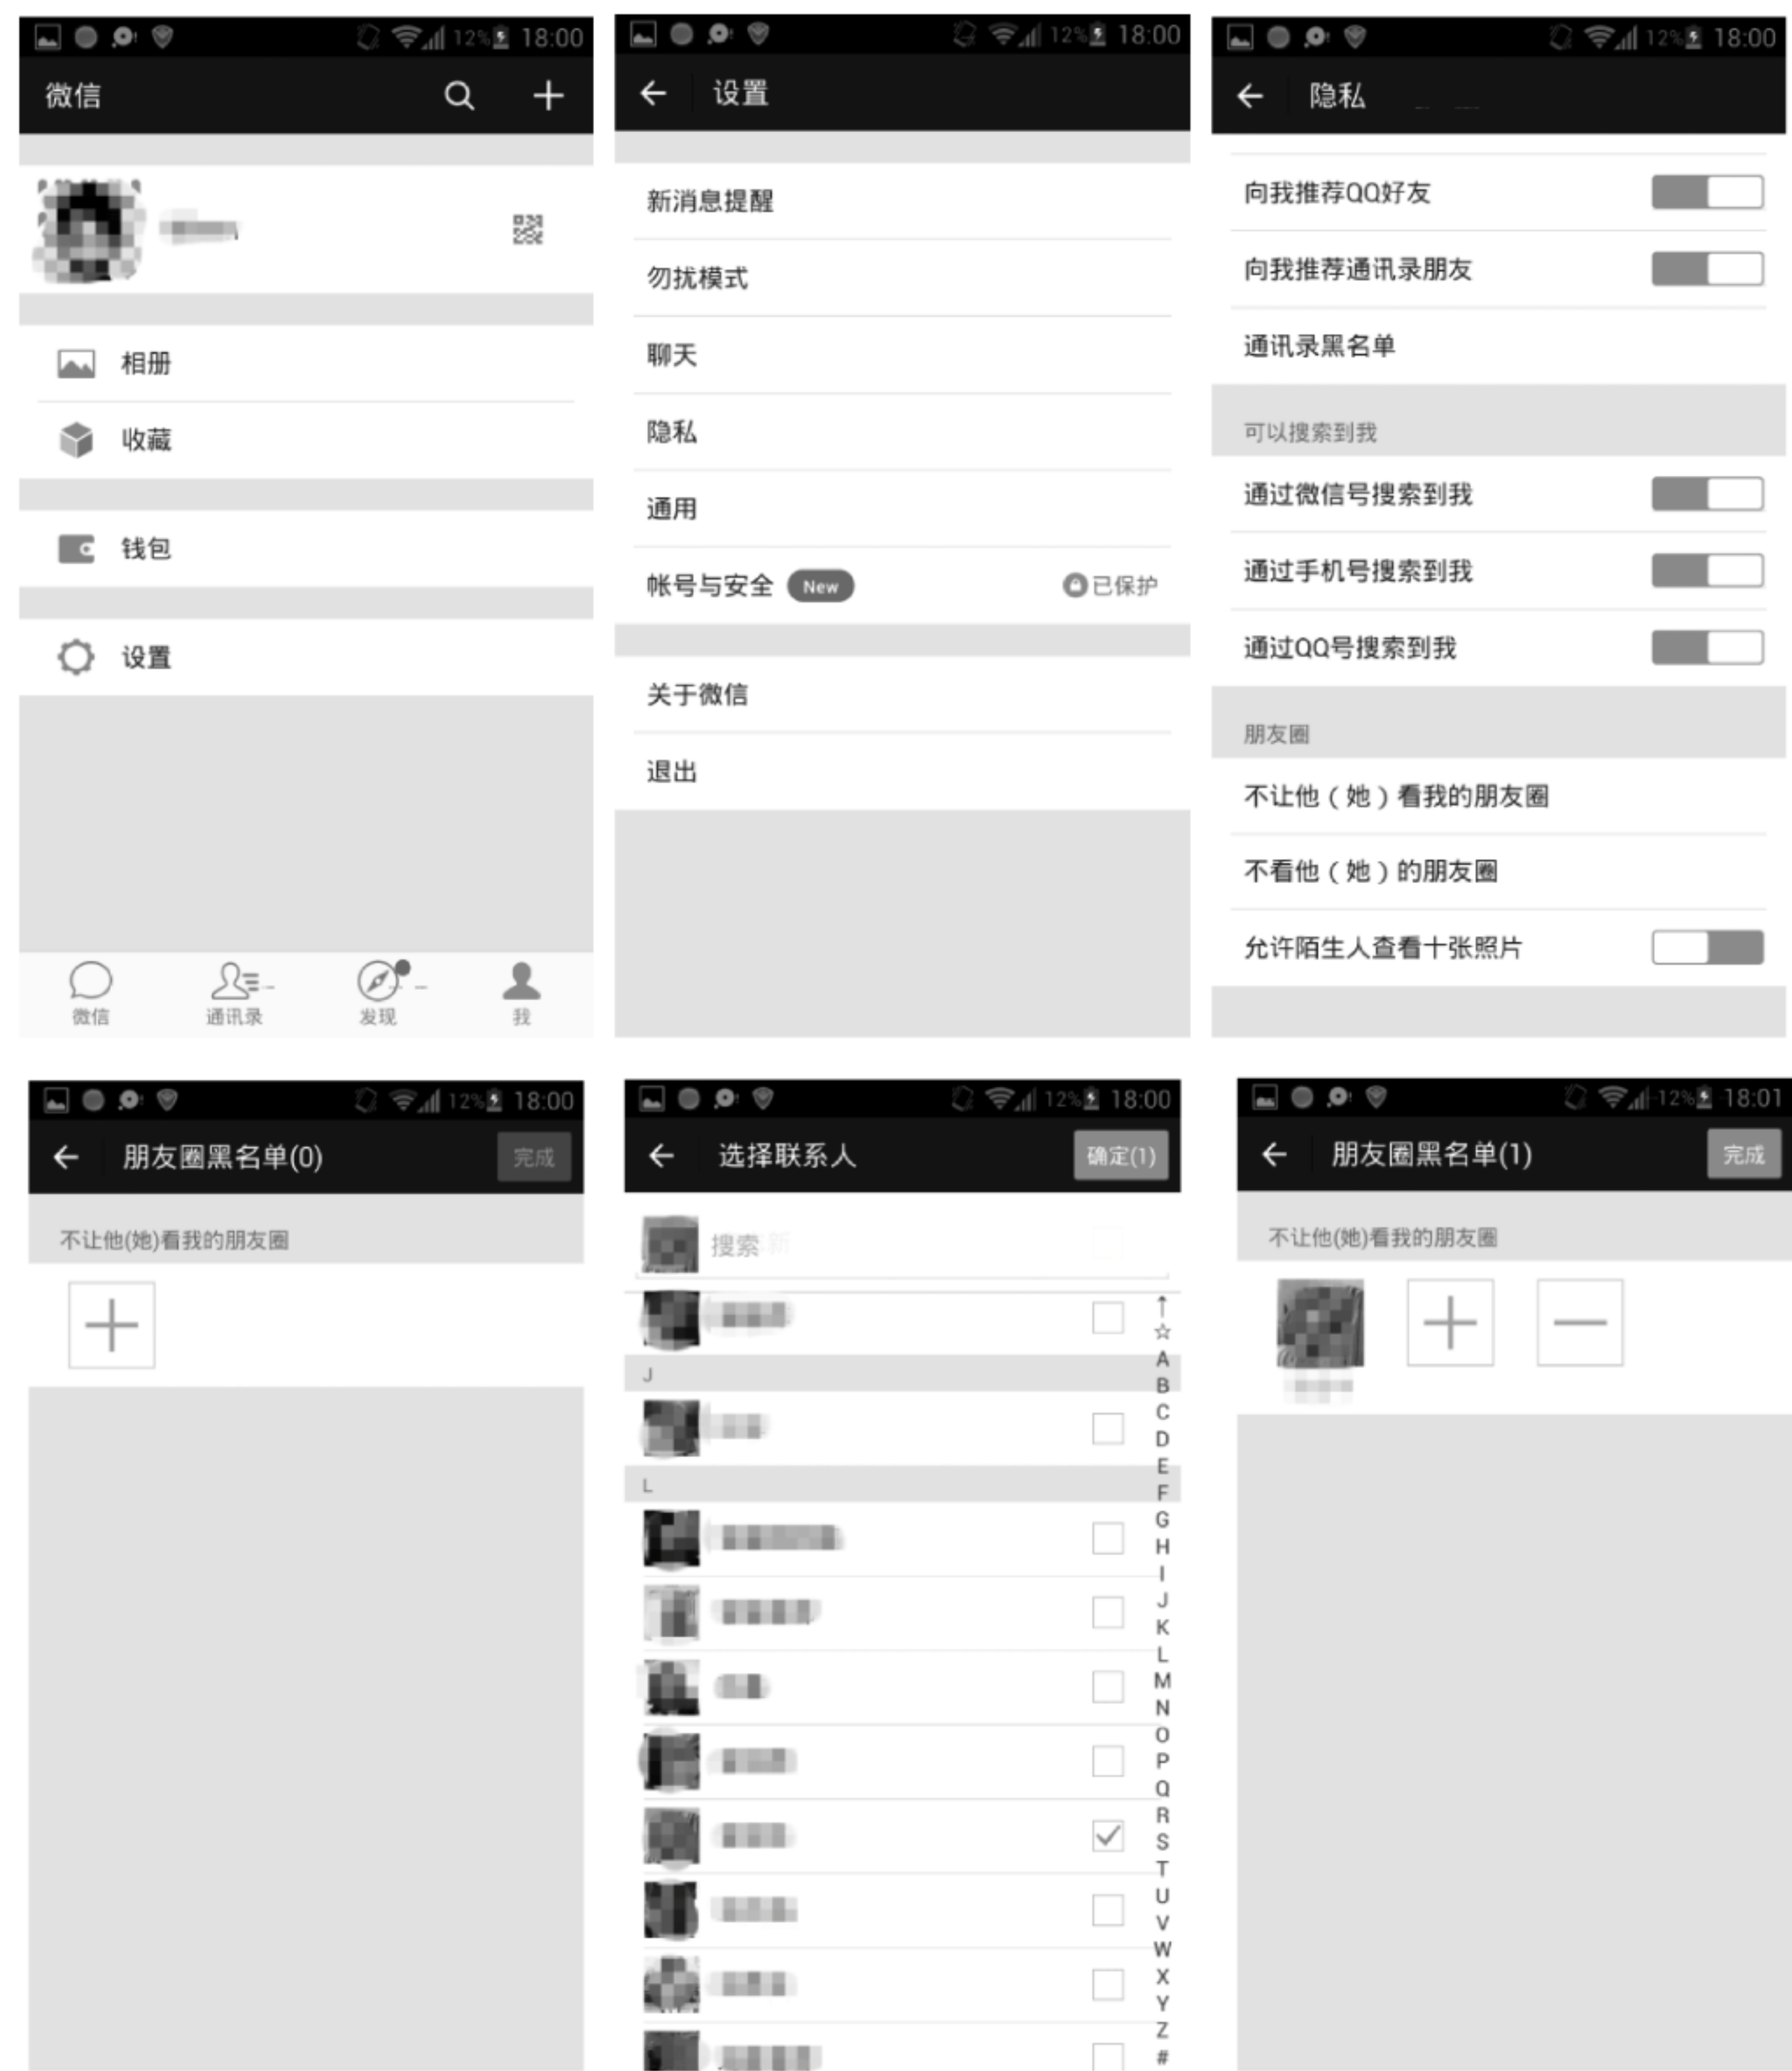 12% 18:00
微信
相册
收藏
钱包
设置
微信 通讯录 发现 我
12% 18:00
设置
新消息提醒
勿扰模式
聊天
隐私
通用
帐号与安全 New 已保护
关于微信
退出
12% 18:00
隐私
向我推荐QQ好友
向我推荐通讯录朋友
通讯录黑名单
可以搜索到我
通过微信号搜索到我
通过手机号搜索到我
通过QQ号搜索到我
朋友圈
不让他（她）看我的朋友圈
不看他（她）的朋友圈
允许陌生人查看十张照片
12% 18:00
朋友圈黑名单(0) 完成
不让他(她)看我的朋友圈
12% 18:00
选择联系人 确定(1)
搜索
J
L
↑
☆
A
B
C
D
E
F
G
H
I
J
K
L
M
N
O
P
Q
R
S
T
U
V
W
X
Y
Z
#
12% 18:01
朋友圈黑名单(1) 完成
不让他(她)看我的朋友圈